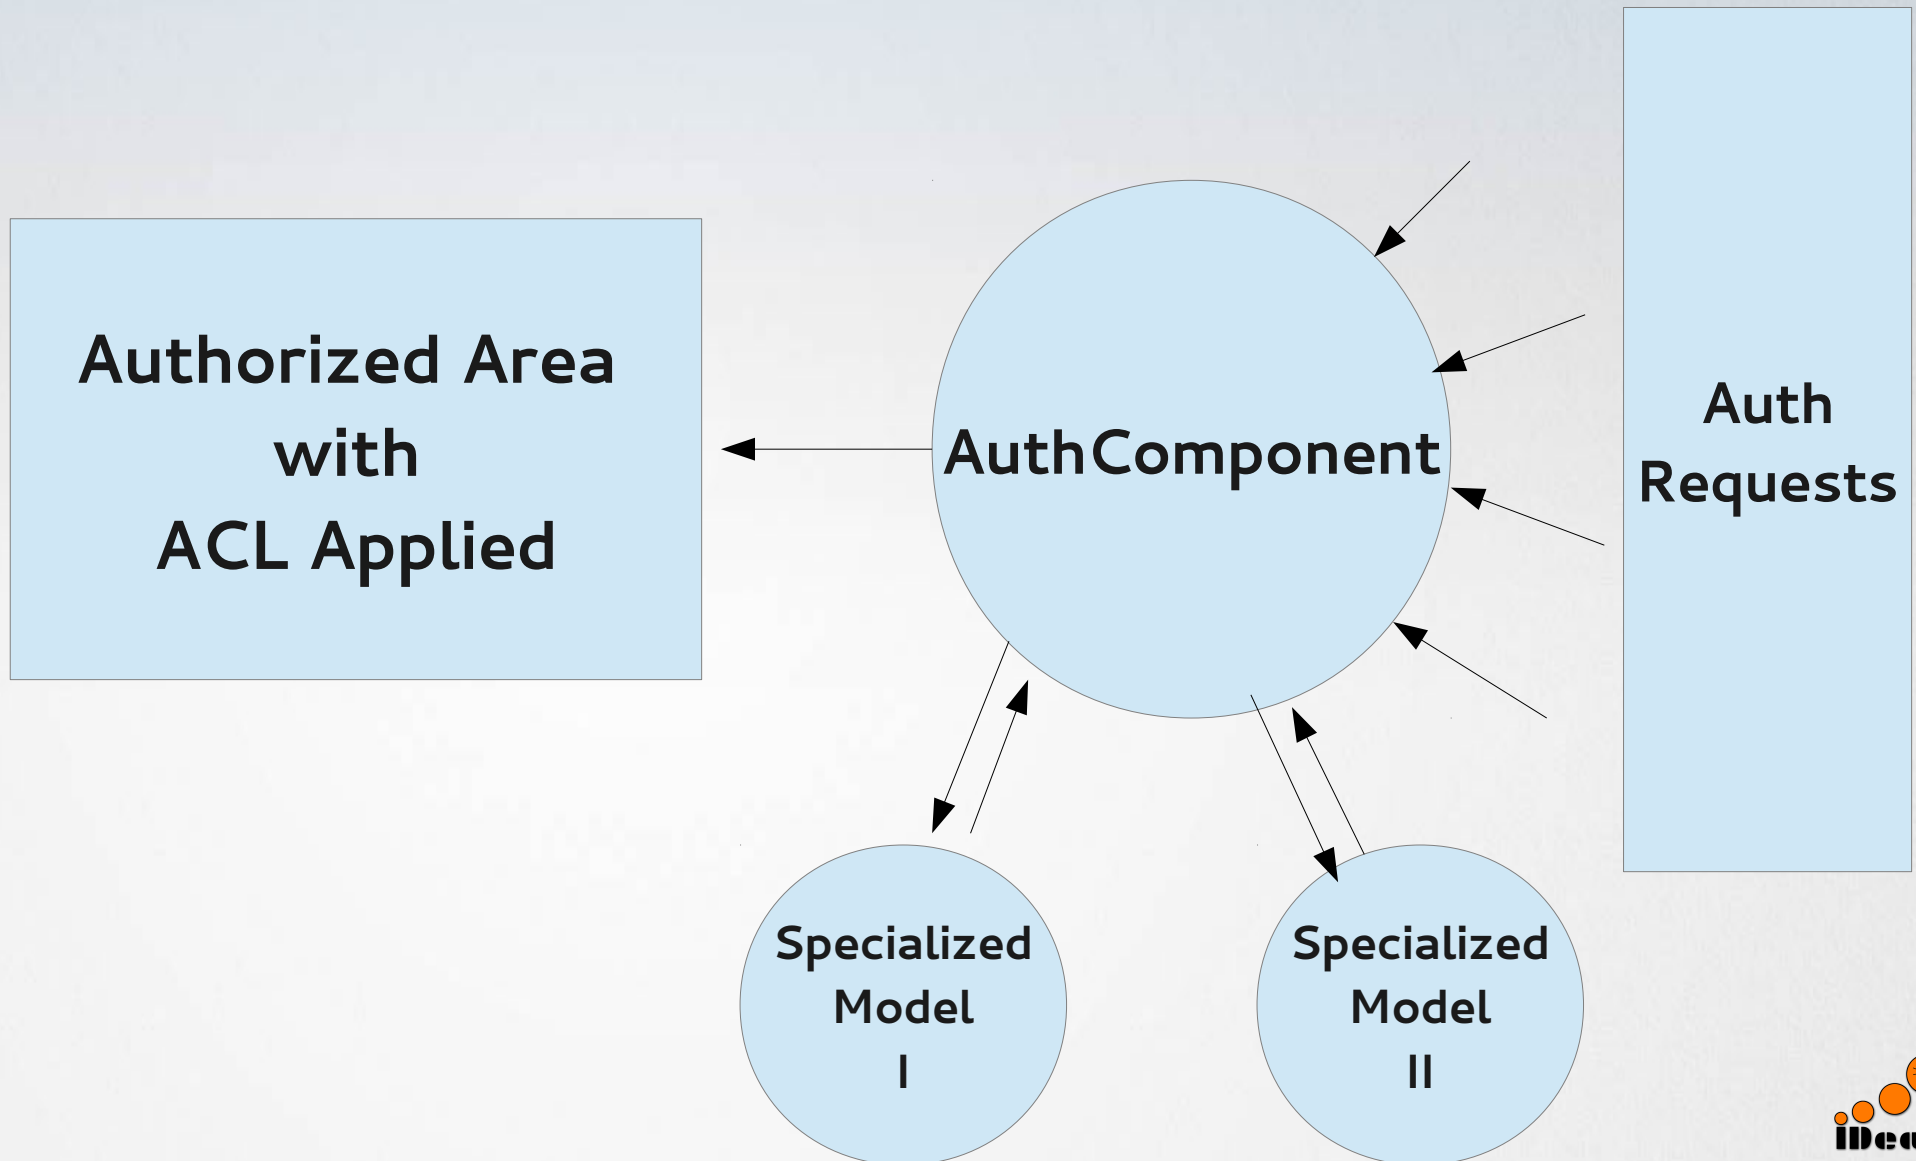 Authorized Area
with
ACL Applied
AuthComponent
Auth
Requests
Specialized
Model
I
Specialized
Model
II